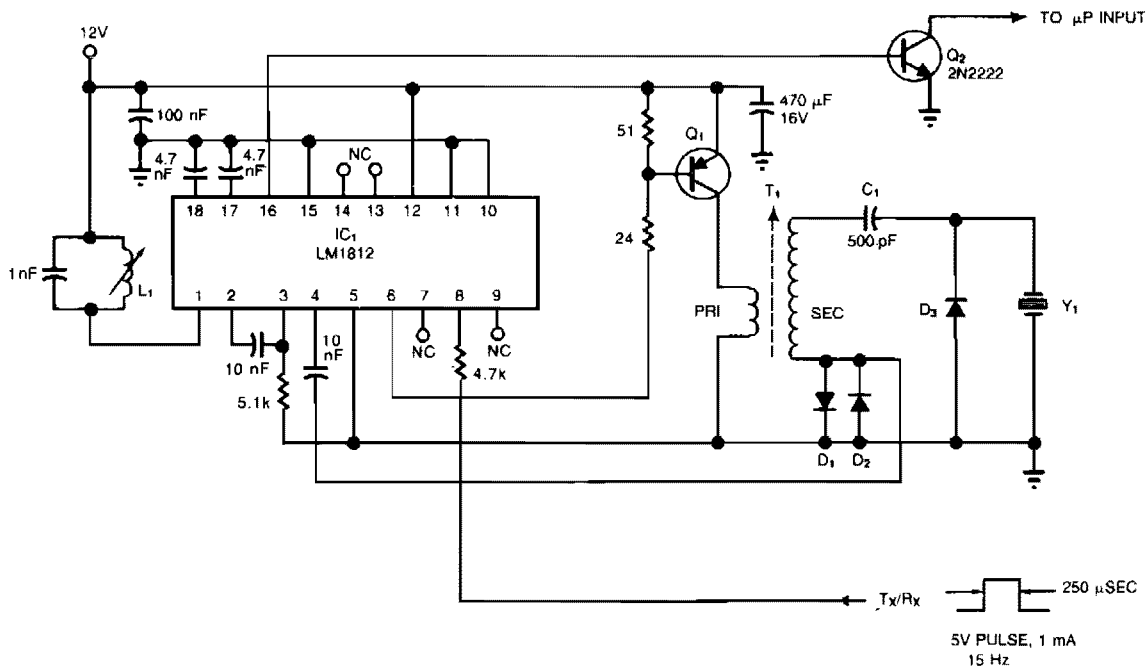 TO µP INPUT
12V
Q2
2N2222
100 nF
470 µF
16V
51
Q1
4.7
nF
4.7
nF
NC
T1
C1
500 pF
18 17 16 15 14 13 12 11 10
IC1
LM1812
24
1nF
L1
1 2 3 4 5 6 7 8 9
PRI
SEC
D3
Y1
NC
NC
10 nF
10
nF
4.7k
5.1k
D1 D2
Tx/Rx
250 µSEC
5V PULSE, 1 mA
15 Hz